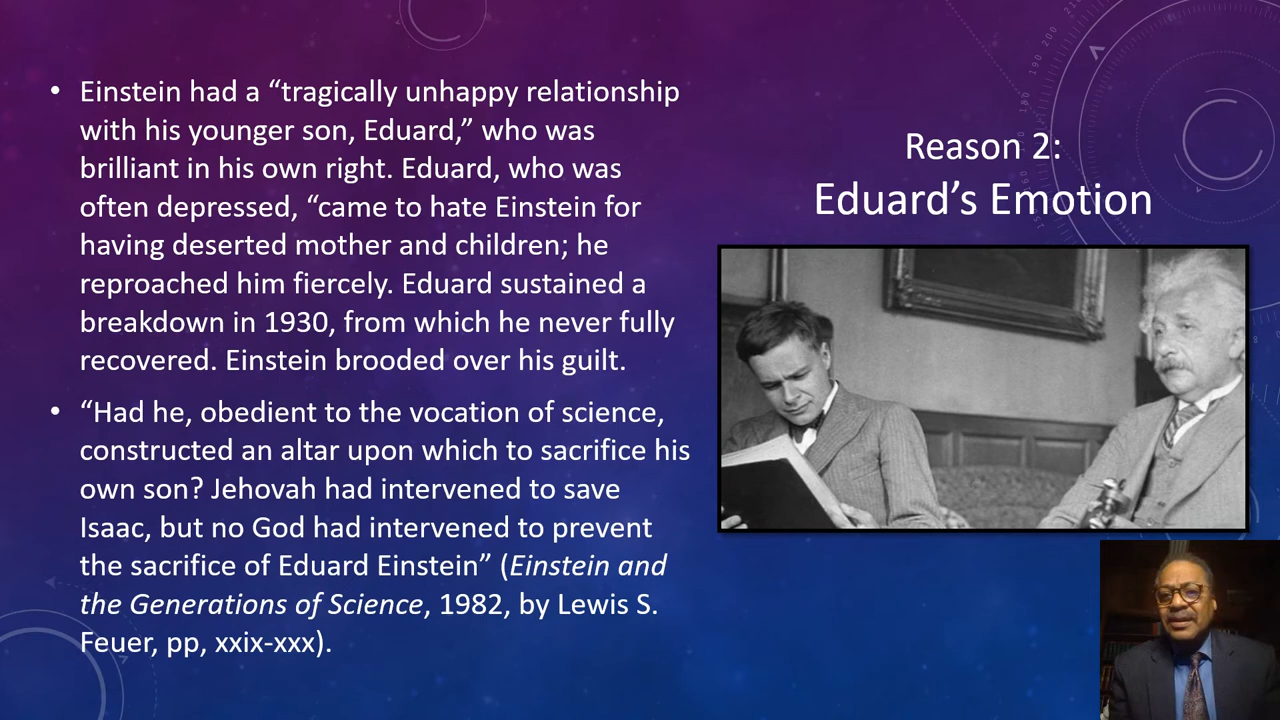 • Einstein had a “tragically unhappy relationship
with his younger son, Eduard,” who was
brilliant in his own right. Eduard, who was
often depressed, “came to hate Einstein for
having deserted mother and children; he
reproached him fiercely. Eduard sustained a
breakdown in 1930, from which he never fully
recovered. Einstein brooded over his guilt.
• “Had he, obedient to the vocation of science,
constructed an altar upon which to sacrifice his
own son? Jehovah had intervened to save
Isaac, but no God had intervened to prevent
the sacrifice of Eduard Einstein” (Einstein and
the Generations of Science, 1982, by Lewis S.
Feuer, pp, xxix-xxx).
Reason 2:
Eduard’s Emotion
190 200 210
180